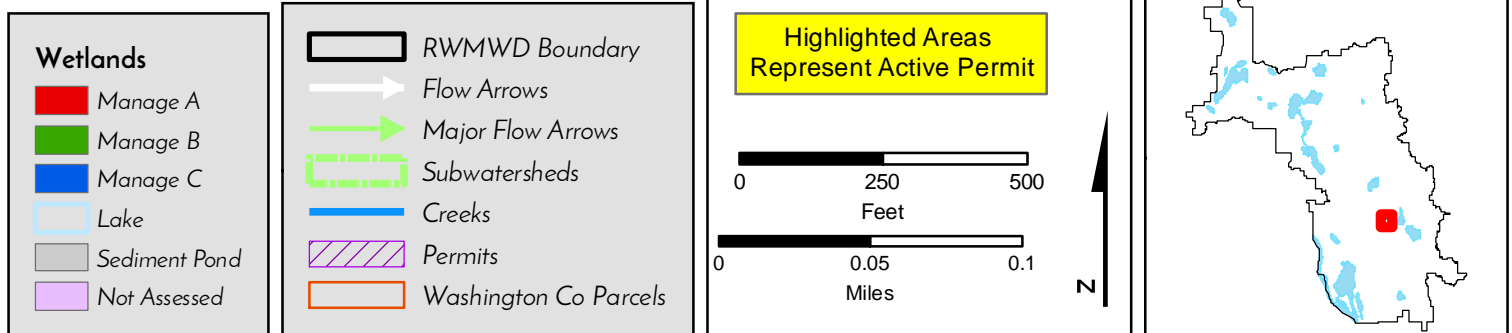 Wetlands
Manage A
Manage B
Manage C
Lake
Sediment Pond
Not Assessed
RWMWD Boundary
Flow Arrows
Major Flow Arrows
Subwatersheds
Creeks
Permits
Washington Co Parcels
Highlighted Areas
Represent Active Permit
0 250 500
Feet
0 0.05 0.1
Miles
N